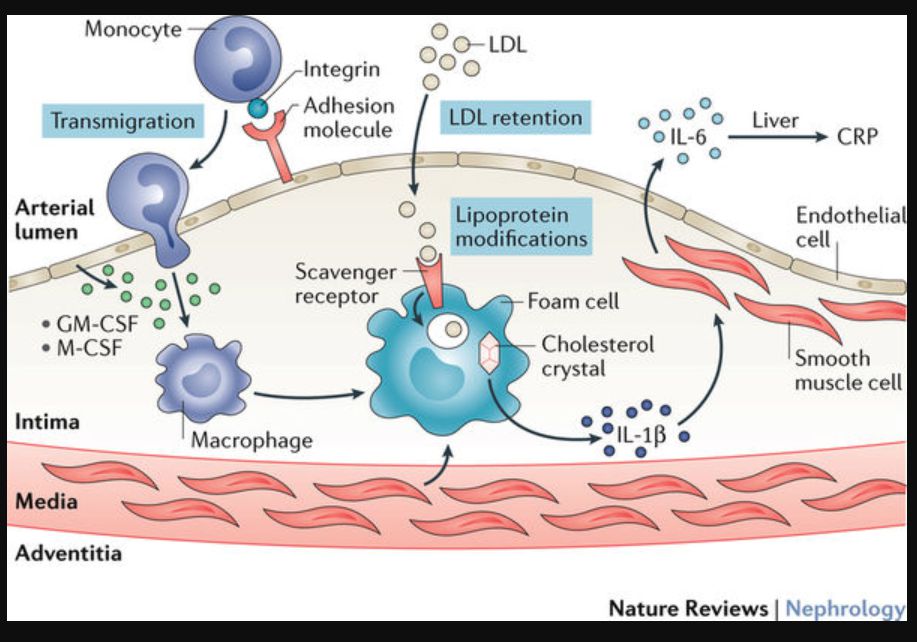 Monocyte
LDL
Integrin
Adhesion
molecule
Transmigration
LDL retention
IL-6
Liver
CRP
Arterial
lumen
Lipoprotein
modifications
Endothelial
cell
Scavenger
receptor
Foam cell
• GM-CSF
• M-CSF
Cholesterol
crystal
Smooth
muscle cell
Intima
Macrophage
IL-1β
Media
Adventitia
Nature Reviews | Nephrology